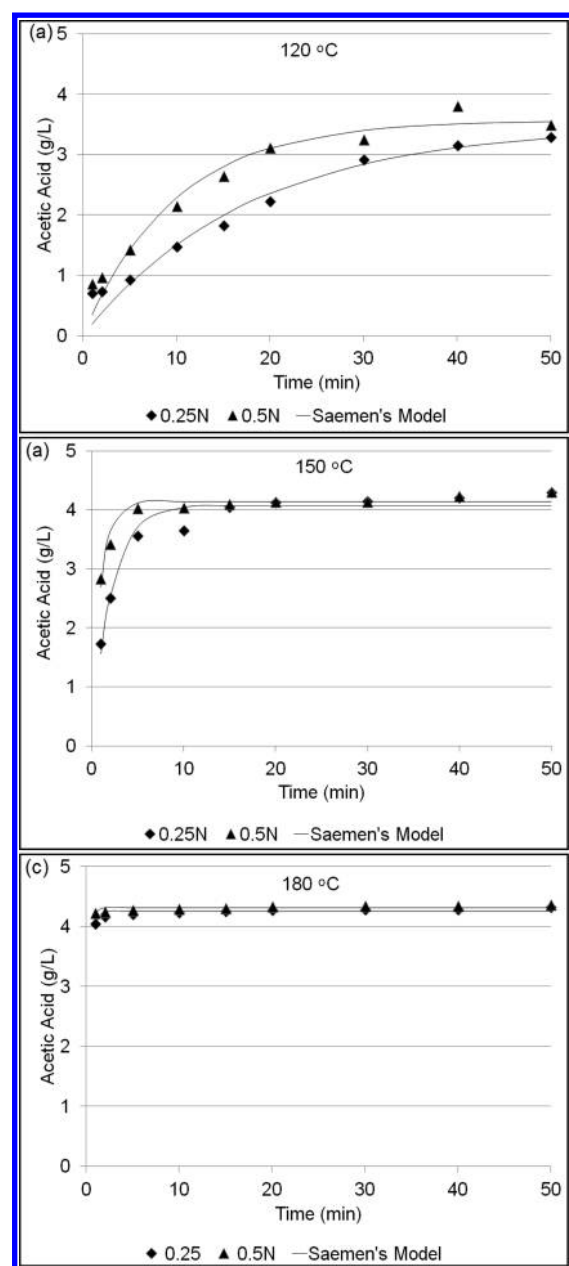 (a)
120 °C
5
4
3
2
1
0
Acetic Acid (g/L)
0 10 20 30 40 50
Time (min)
◆ 0.25N ▲ 0.5N — Saemen's Model
(a)
150 °C
5
4
3
2
1
0
Acetic Acid (g/L)
0 10 20 30 40 50
Time (min)
◆ 0.25N ▲ 0.5N — Saemen's Model
(c)
180 °C
5
4
3
2
1
0
Acetic Acid (g/L)
0 10 20 30 40 50
Time (min)
◆ 0.25 ▲ 0.5N — Saemen's Model